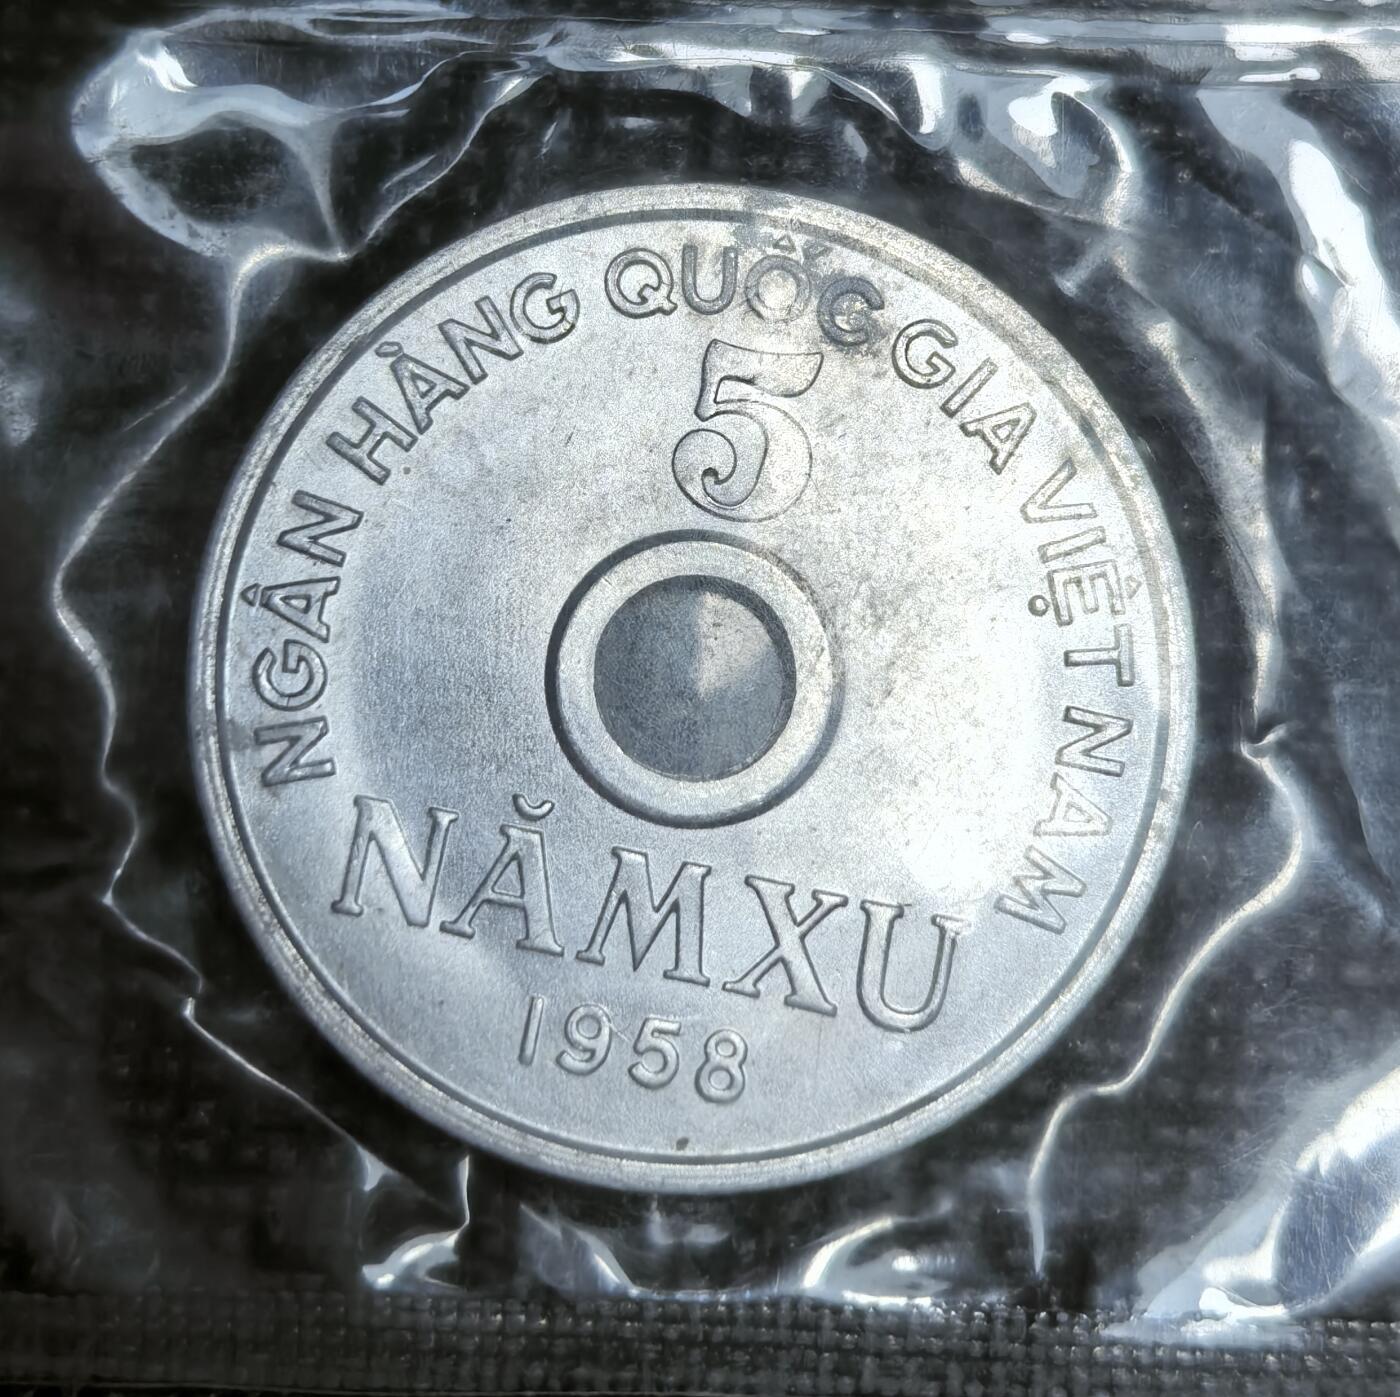 NGÂN HÀNG QUỐC GIA VIỆT NAM
5
NĂM XU
1958